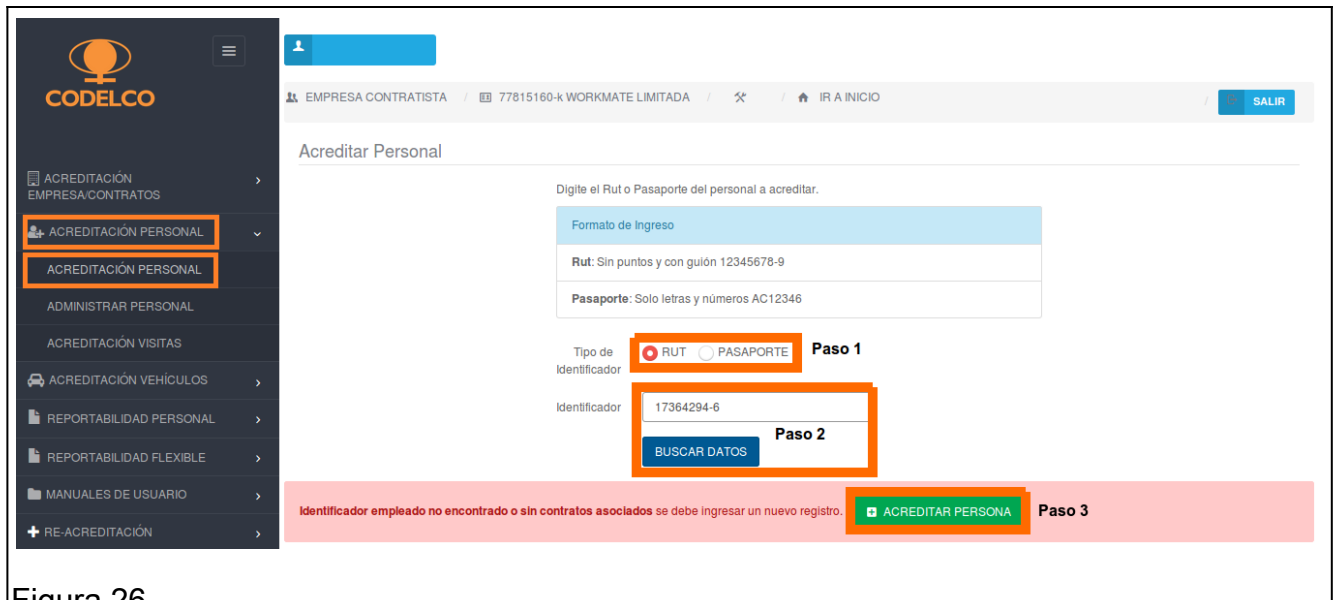 CODELCO
EMPRESA CONTRATISTA / 77815160-k WORKMATE LIMITADA / / IR A INICIO / SALIR
Acreditar Personal
ACREDITACIÓN
EMPRESA/CONTRATOS
ACREDITACIÓN PERSONAL
ACREDITACIÓN PERSONAL
ADMINISTRAR PERSONAL
ACREDITACIÓN VISITAS
ACREDITACIÓN VEHÍCULOS
REPORTABILIDAD PERSONAL
REPORTABILIDAD FLEXIBLE
MANUALES DE USUARIO
RE-ACREDITACIÓN
Digite el Rut o Pasaporte del personal a acreditar.
Formato de Ingreso
Rut: Sin puntos y con guión 12345678-9
Pasaporte: Solo letras y números AC12346
Tipo de
Identificador
RUT PASAPORTE Paso 1
Identificador 17364294-6
Paso 2
BUSCAR DATOS
Identificador empleado no encontrado o sin contratos asociados se debe ingresar un nuevo registro. ACREDITAR PERSONA Paso 3
Figura 26